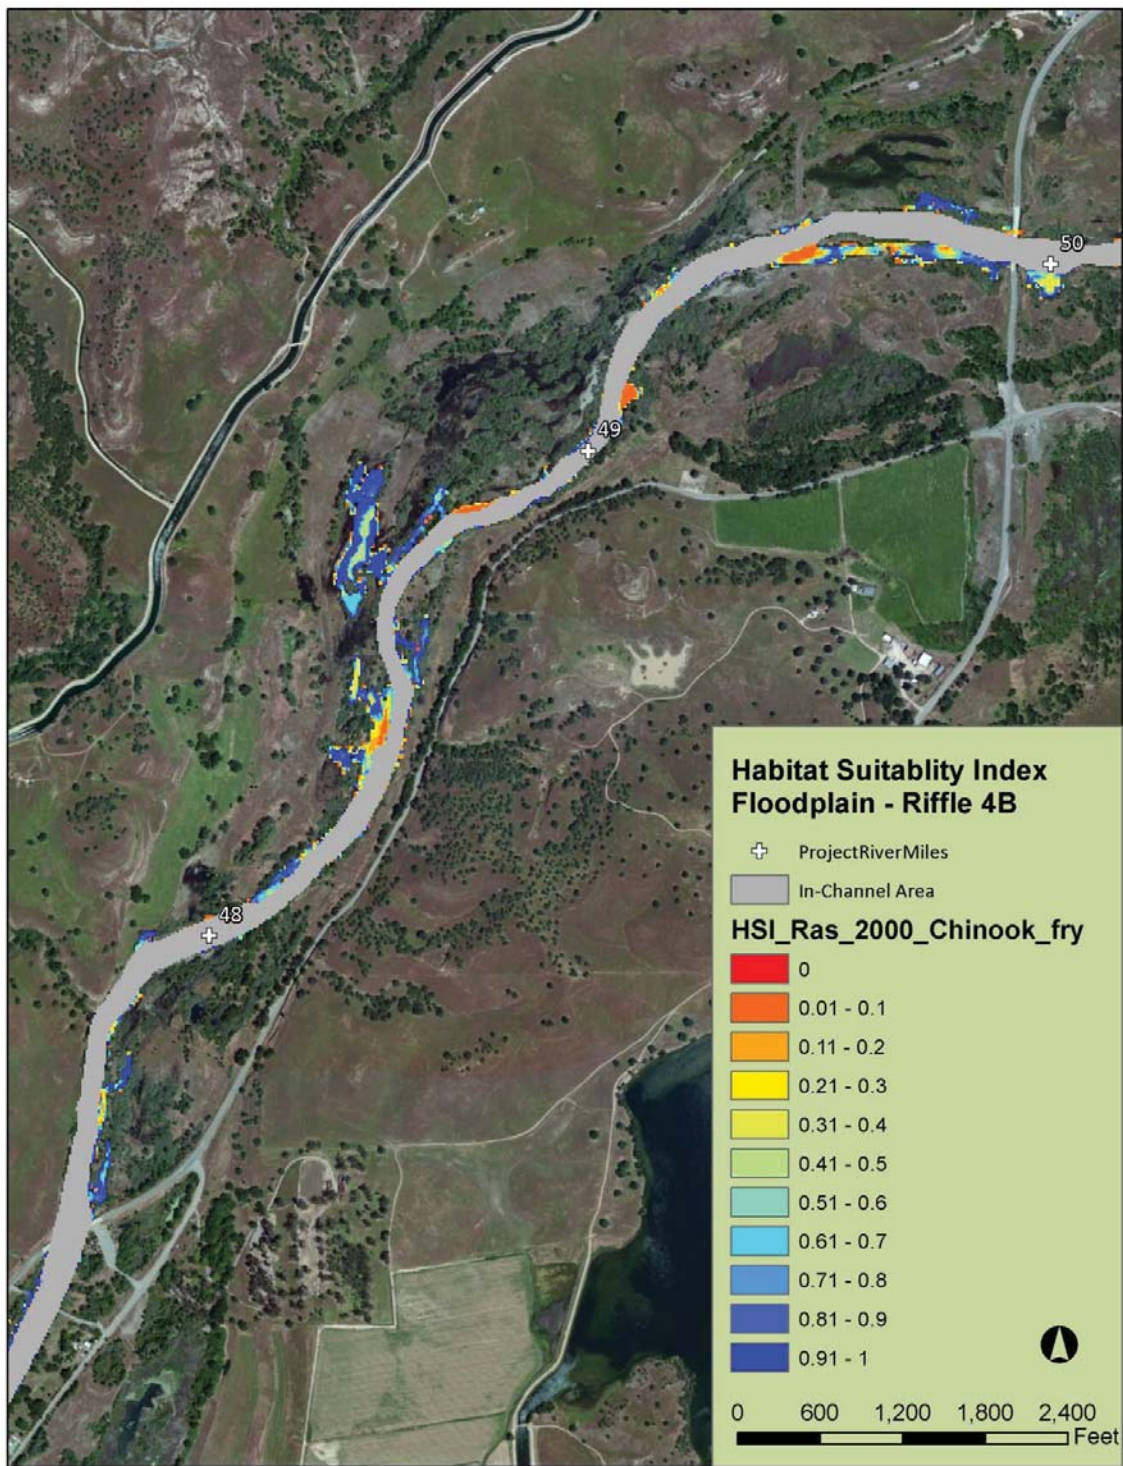 50
49
48
Habitat Suitablity Index
Floodplain - Riffle 4B
ProjectRiverMiles
In-Channel Area
HSI_Ras_2000_Chinook_fry
0
0.01 - 0.1
0.11 - 0.2
0.21 - 0.3
0.31 - 0.4
0.41 - 0.5
0.51 - 0.6
0.61 - 0.7
0.71 - 0.8
0.81 - 0.9
0.91 - 1
0 600 1,200 1,800 2,400
Feet